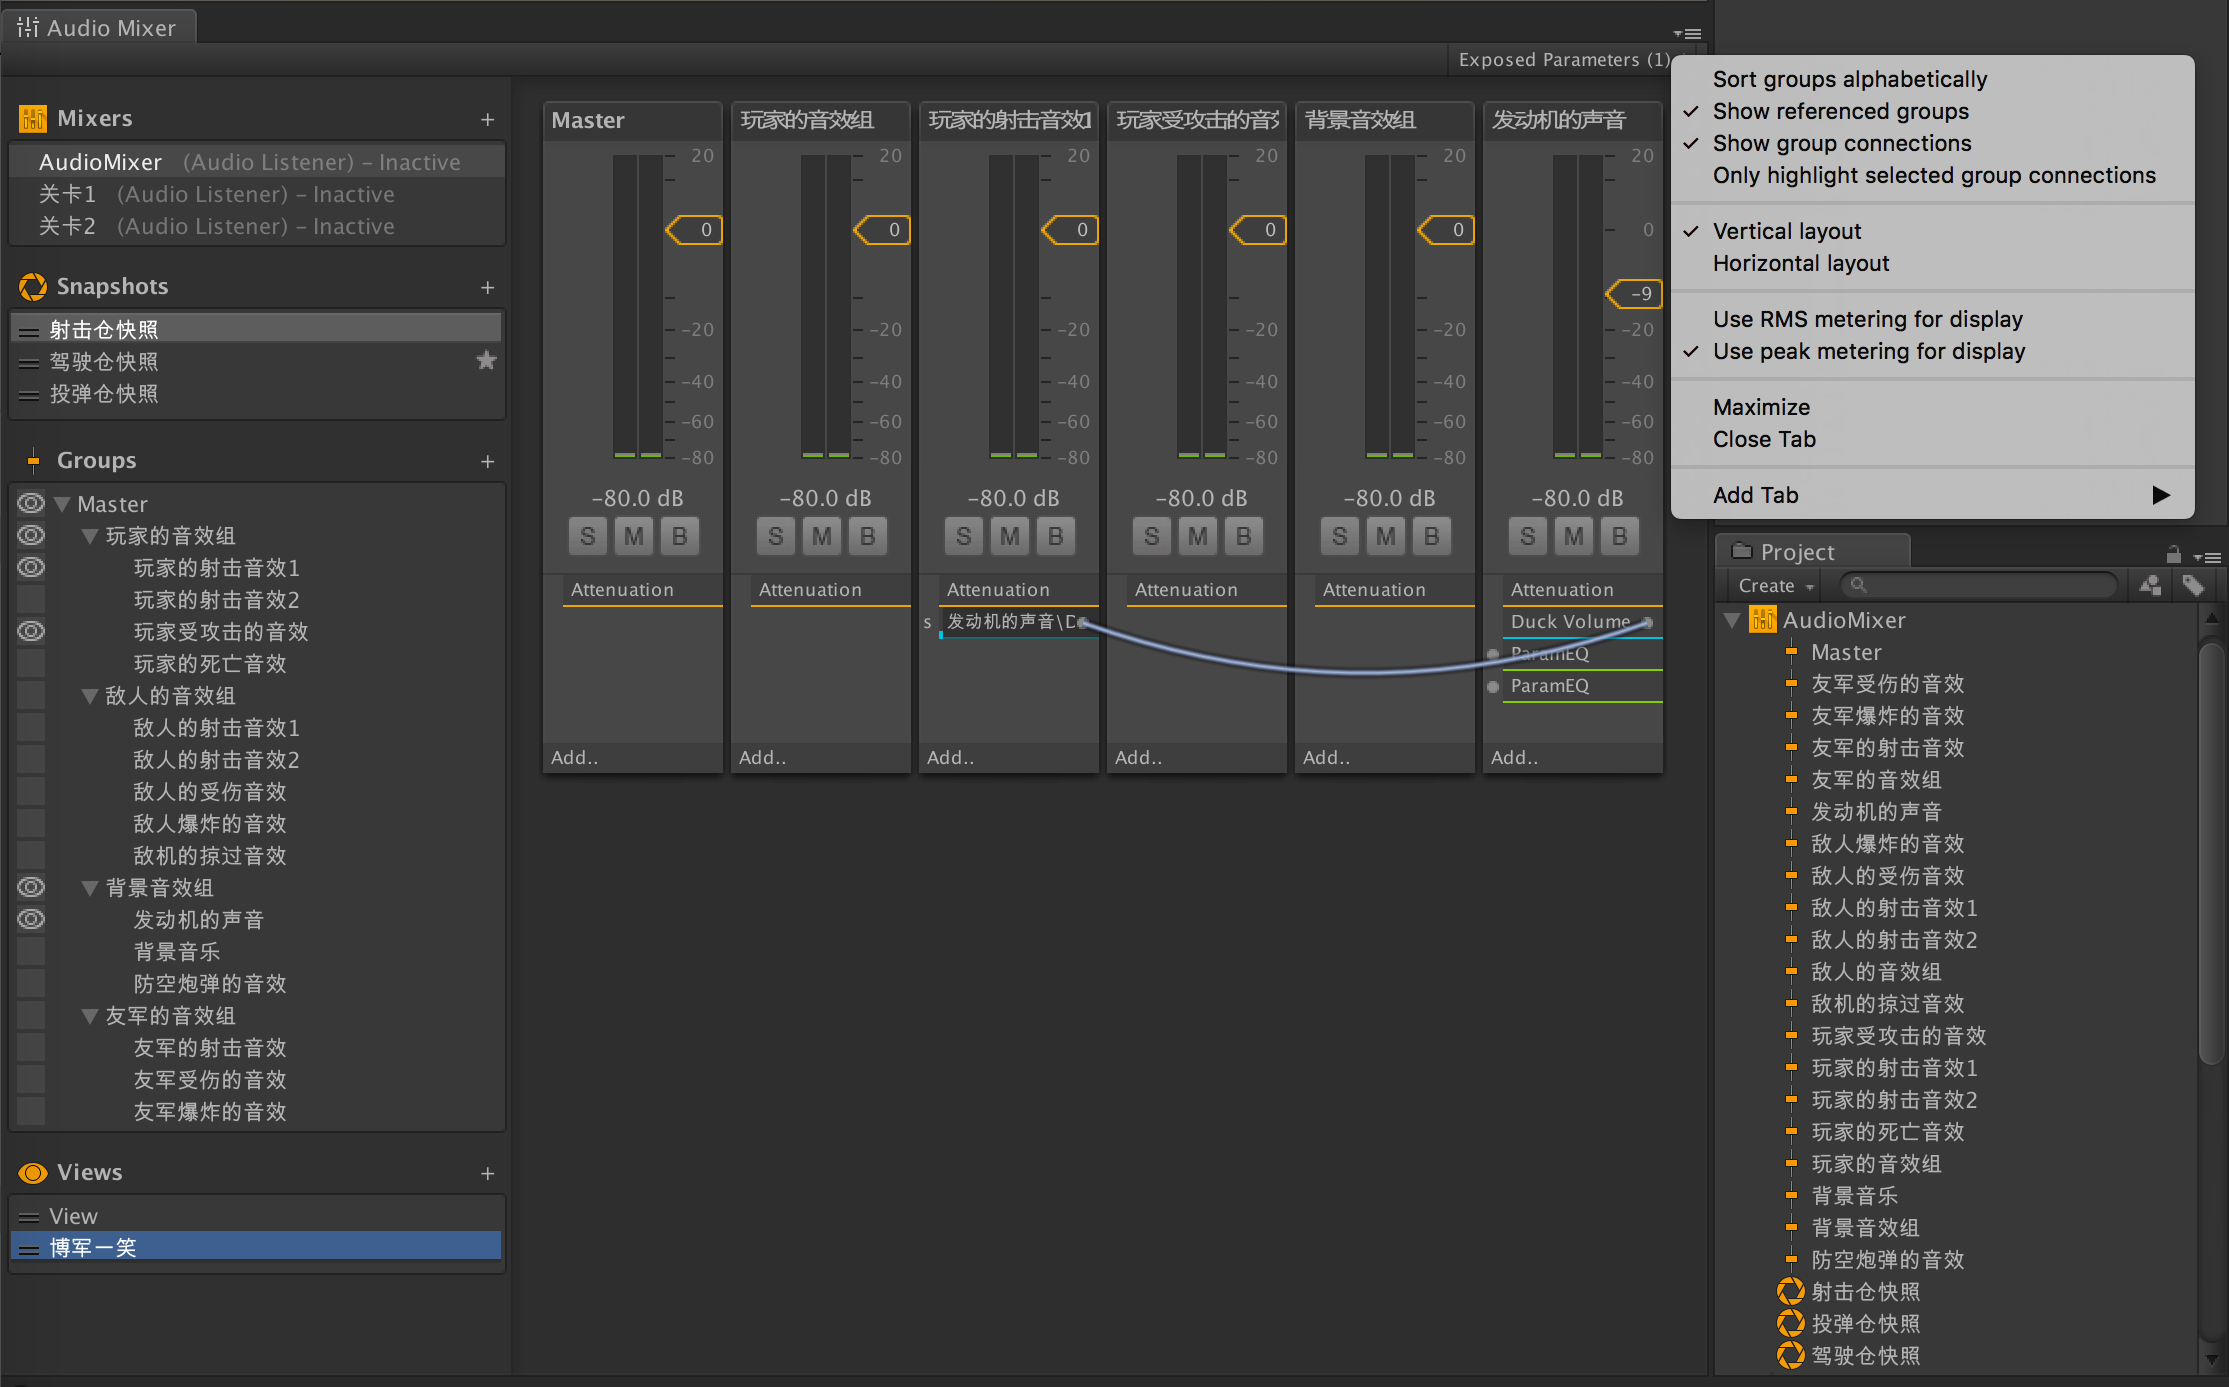 Audio Mixer
Exposed Parameters (1)
Mixers
AudioMixer (Audio Listener) – Inactive
关卡1 (Audio Listener) – Inactive
关卡2 (Audio Listener) – Inactive
Snapshots
射击仓快照
驾驶仓快照
投弹仓快照
Groups
Master
玩家的音效组
玩家的射击音效1
玩家的射击音效2
玩家受攻击的音效
玩家的死亡音效
敌人的音效组
敌人的射击音效1
敌人的射击音效2
敌人的受伤音效
敌人爆炸的音效
敌机的掠过音效
背景音效组
发动机的声音
背景音乐
防空炮弹的音效
友军的音效组
友军的射击音效
友军受伤的音效
友军爆炸的音效
Views
View
博军一笑
Master
20
0
-20
-40
-60
-80
-80.0 dB
S M B
Attenuation
Add..
玩家的音效组
20
0
-20
-40
-60
-80
-80.0 dB
S M B
Attenuation
Add..
玩家的射击音效1
20
0
-20
-40
-60
-80
-80.0 dB
S M B
Attenuation
s 发动机的声音\D
Add..
玩家受攻击的音效
20
0
-20
-40
-60
-80
-80.0 dB
S M B
Attenuation
Add..
背景音效组
20
0
-20
-40
-60
-80
-80.0 dB
S M B
Attenuation
Add..
发动机的声音
20
0
-9
-20
-40
-60
-80
-80.0 dB
S M B
Attenuation
Duck Volume
ParamEQ
ParamEQ
Add..
Sort groups alphabetically
✓ Show referenced groups
✓ Show group connections
Only highlight selected group connections
✓ Vertical layout
Horizontal layout
Use RMS metering for display
✓ Use peak metering for display
Maximize
Close Tab
Add Tab
Project
Create
AudioMixer
Master
友军受伤的音效
友军爆炸的音效
友军的射击音效
友军的音效组
发动机的声音
敌人爆炸的音效
敌人的受伤音效
敌人的射击音效1
敌人的射击音效2
敌人的音效组
敌机的掠过音效
玩家受攻击的音效
玩家的射击音效1
玩家的射击音效2
玩家的死亡音效
玩家的音效组
背景音乐
背景音效组
防空炮弹的音效
射击仓快照
投弹仓快照
驾驶仓快照